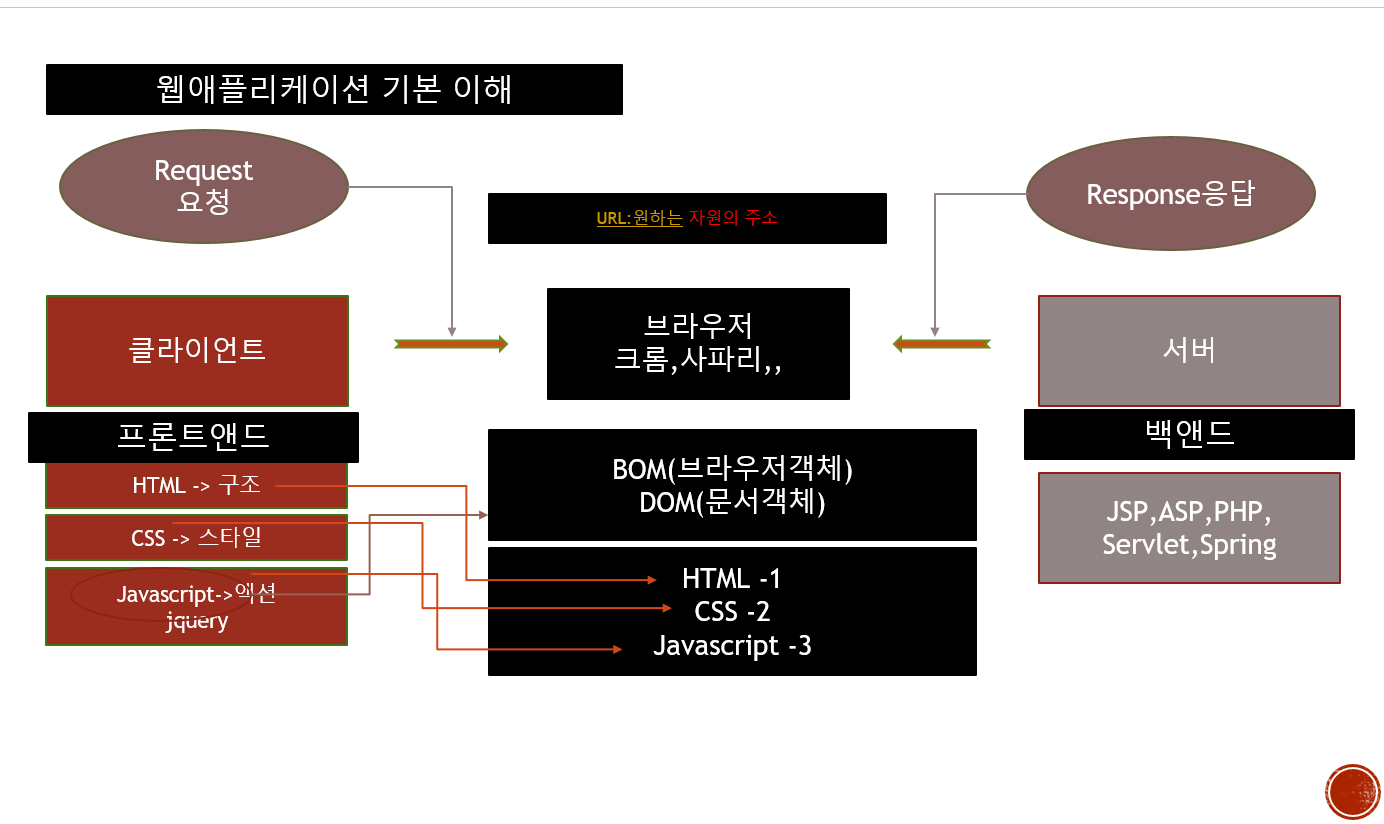 웹애플리케이션 기본 이해
Request
요청
URL:원하는 자원의 주소
Response응답
클라이언트
브라우저
크롬,사파리,,
서버
프론트앤드
백앤드
HTML -> 구조
CSS -> 스타일
Javascript->액션
jquery
BOM(브라우저객체)
DOM(문서객체)
HTML -1
CSS -2
Javascript -3
JSP,ASP,PHP,
Servlet,Spring